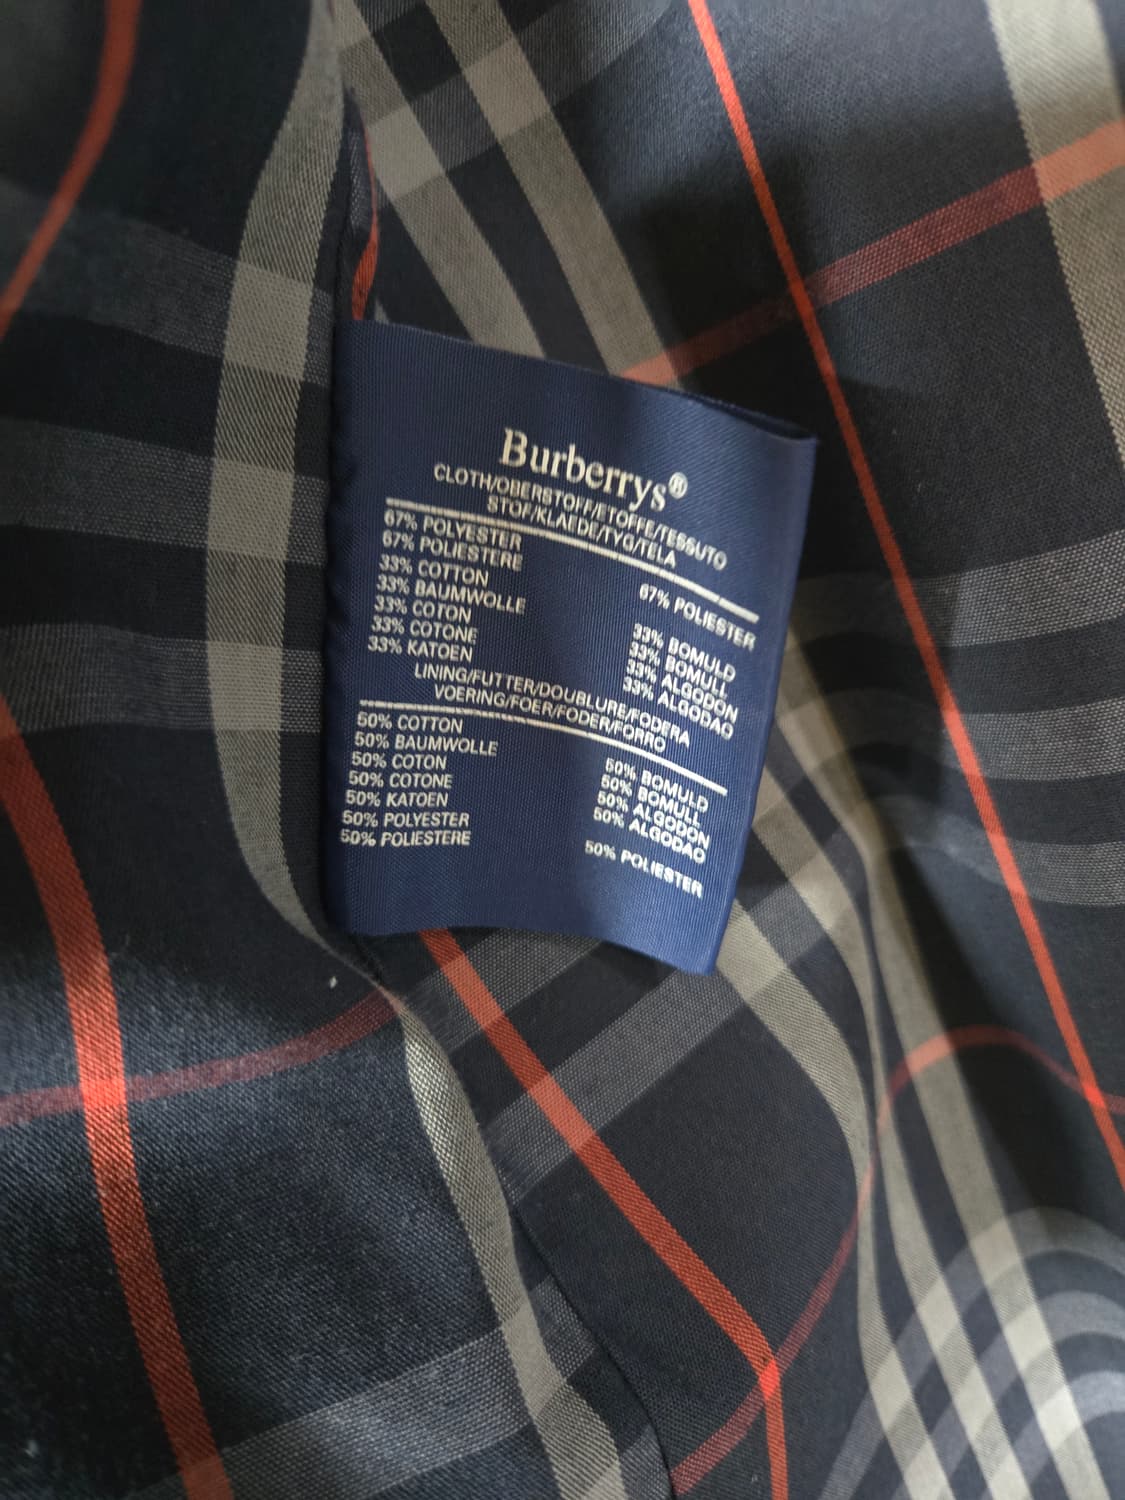 Burberrys®
CLOTH/OBERSTOFF/ETOFFE/TESSUTO
STOF/KLAEDE/TYG/TELA
67% POLYESTER
67% POLIESTERE 67% POLIESTER
33% COTTON
33% BAUMWOLLE 33% BOMULD
33% COTON 33% BOMULL
33% COTONE 33% ALGODON
33% KATOEN 33% ALGODAO
LINING/FUTTER/DOUBLURE/FODERA
VOERING/FOER/FODER/FORRO
50% COTTON
50% BAUMWOLLE 50% BOMULD
50% COTON 50% BOMULL
50% COTONE 50% ALGODON
50% KATOEN 50% ALGODAO
50% POLYESTER
50% POLIESTERE 50% POLIESTER